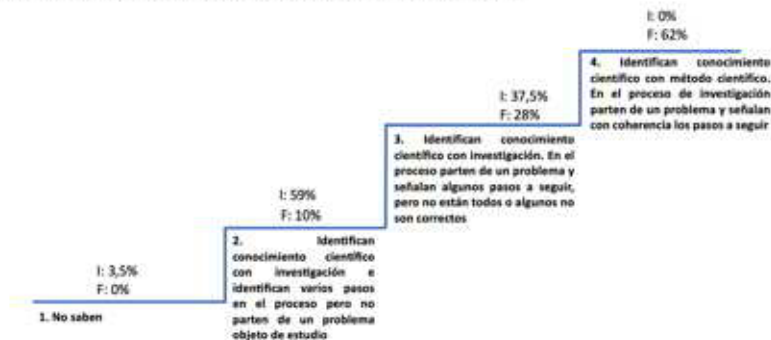 I: 0%
F: 62%
4. Identifican conocimiento
científico con método científico.
En el proceso de investigación
parten de un problema y señalan
con coherencia los pasos a seguir
I: 37,5%
F: 28%
3. Identifican conocimiento
científico con investigación. En el
proceso parten de un problema y
señalan algunos pasos a seguir,
pero no están todos o algunos no
son correctos
I: 59%
F: 10%
2. Identifican
conocimiento científico
con investigación e
identifican varios pasos
en el proceso pero no
parten de un problema
objeto de estudio
I: 3,5%
F: 0%
1. No saben